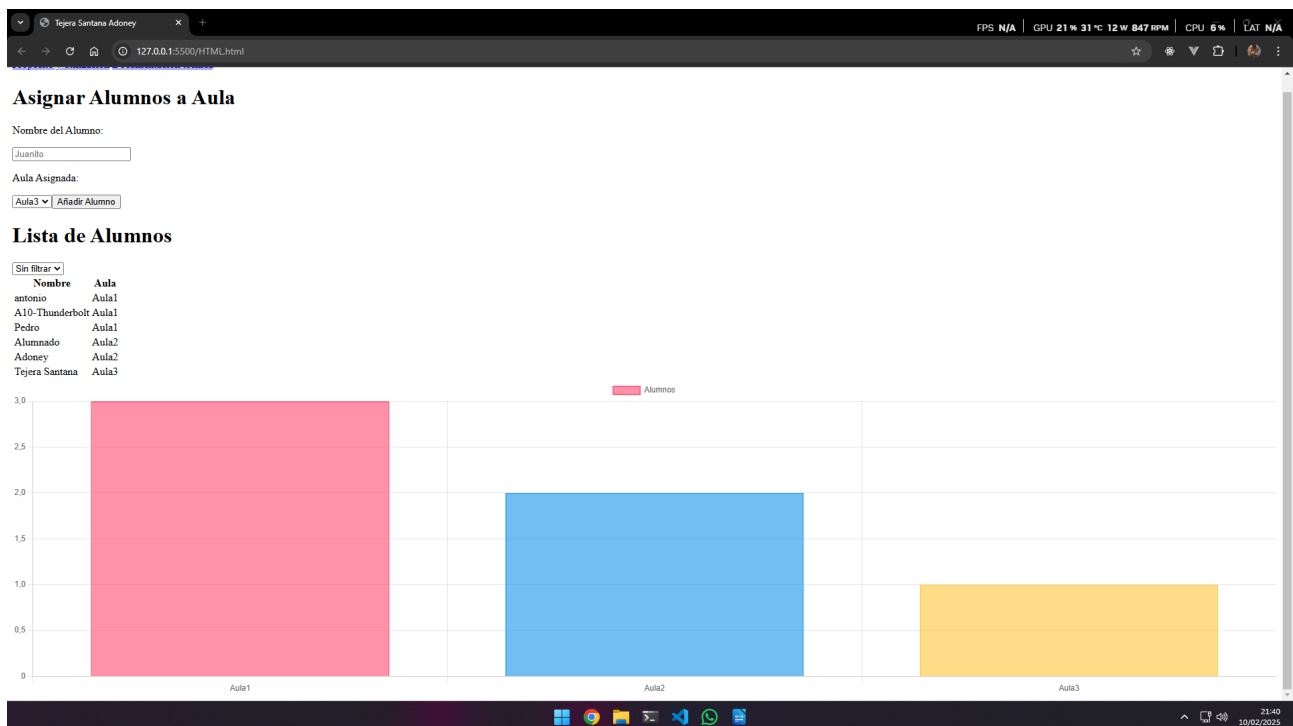 Tejera Santana Adoney
FPS N/A GPU 21 % 31 °C 12 W 847 RPM CPU 6 % LAT N/A
127.0.0.1:5500/HTML.html
Asignar Alumnos a Aula
Nombre del Alumno:
Juanito
Aula Asignada:
Aula3 Añadir Alumno
Lista de Alumnos
Sin filtrar
Nombre Aula
antonio Aula1
A10-Thunderbolt Aula1
Pedro Aula1
Alumnado Aula2
Adoney Aula2
Tejera Santana Aula3
Alumnos
3,0
2,5
2,0
1,5
1,0
0,5
0
Aula1 Aula2 Aula3
21:40
10/02/2025